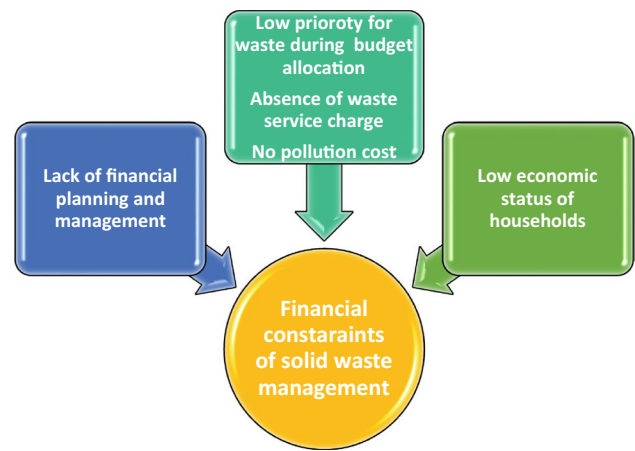 Low prioroty for
waste during budget
allocation
Absence of waste
service charge
No pollution cost
Lack of financial
planning and
management
Low economic
status of
households
Financial
constaraints
of solid waste
management